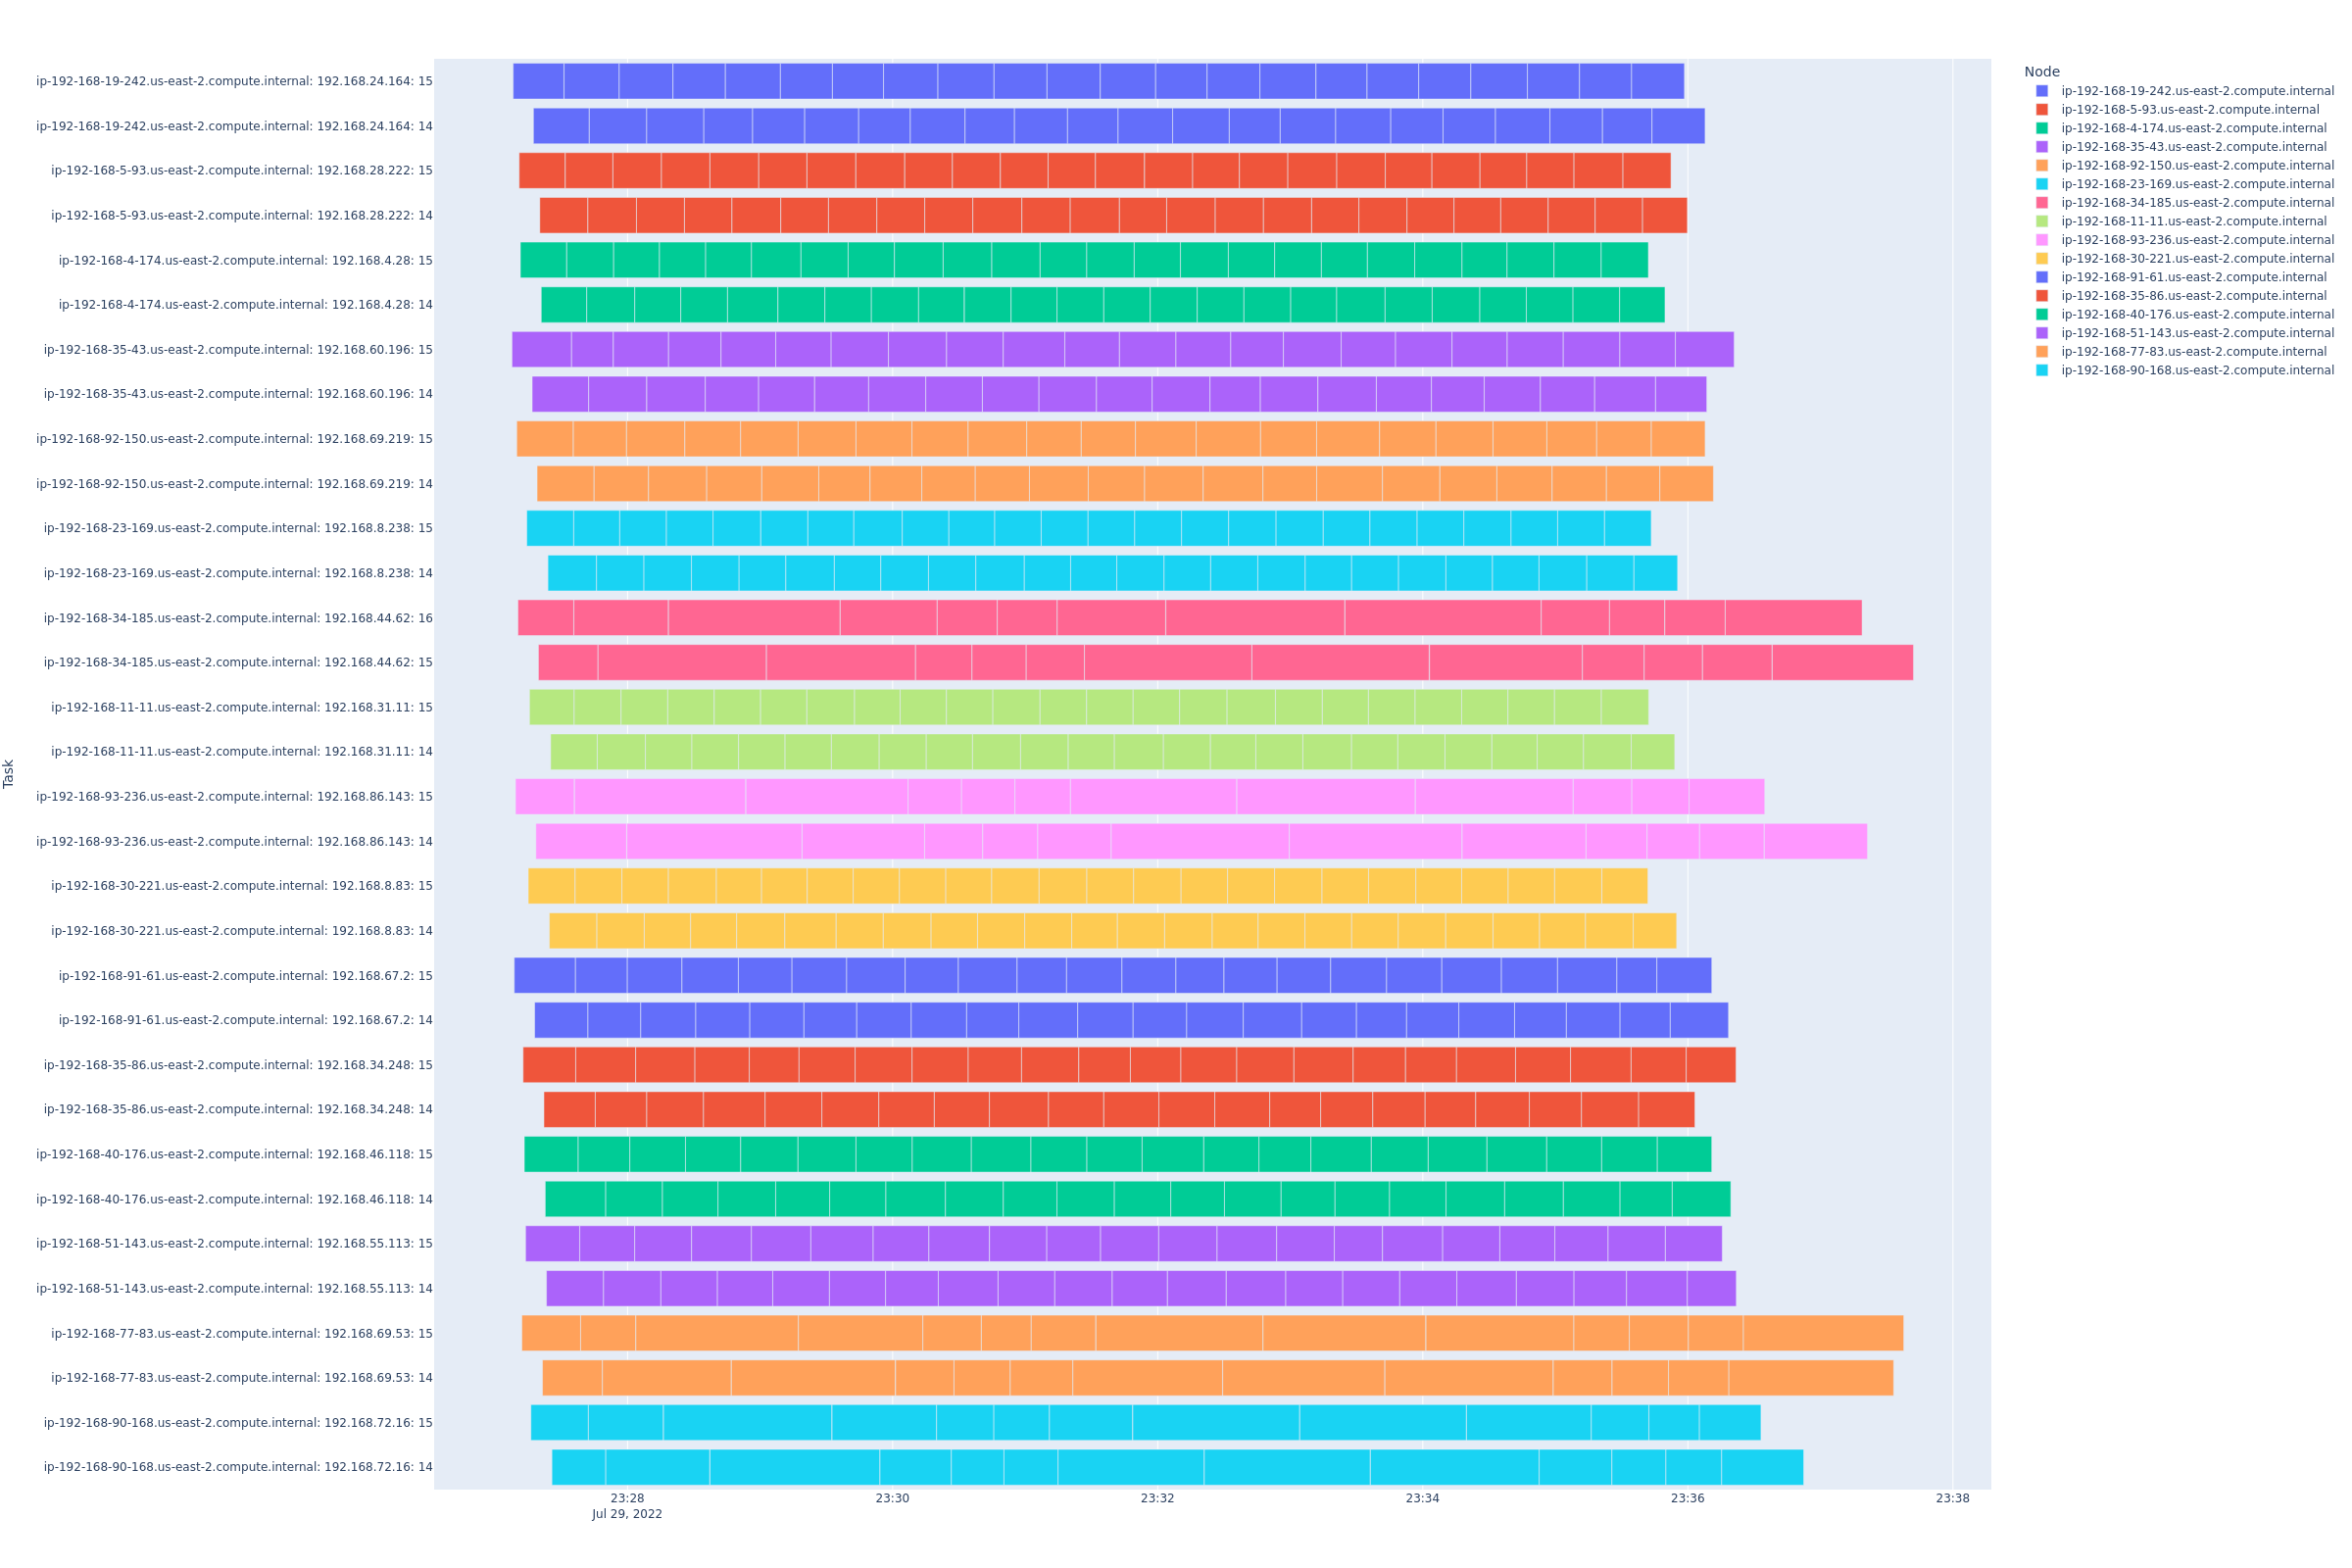 ip-192-168-19-242.us-east-2.compute.internal: 192.168.24.164: 15
ip-192-168-19-242.us-east-2.compute.internal: 192.168.24.164: 14
ip-192-168-5-93.us-east-2.compute.internal: 192.168.28.222: 15
ip-192-168-5-93.us-east-2.compute.internal: 192.168.28.222: 14
ip-192-168-4-174.us-east-2.compute.internal: 192.168.4.28: 15
ip-192-168-4-174.us-east-2.compute.internal: 192.168.4.28: 14
ip-192-168-35-43.us-east-2.compute.internal: 192.168.60.196: 15
ip-192-168-35-43.us-east-2.compute.internal: 192.168.60.196: 14
ip-192-168-92-150.us-east-2.compute.internal: 192.168.69.219: 15
ip-192-168-92-150.us-east-2.compute.internal: 192.168.69.219: 14
ip-192-168-23-169.us-east-2.compute.internal: 192.168.8.238: 15
ip-192-168-23-169.us-east-2.compute.internal: 192.168.8.238: 14
ip-192-168-34-185.us-east-2.compute.internal: 192.168.44.62: 16
ip-192-168-34-185.us-east-2.compute.internal: 192.168.44.62: 15
ip-192-168-11-11.us-east-2.compute.internal: 192.168.31.11: 15
ip-192-168-11-11.us-east-2.compute.internal: 192.168.31.11: 14
ip-192-168-93-236.us-east-2.compute.internal: 192.168.86.143: 15
ip-192-168-93-236.us-east-2.compute.internal: 192.168.86.143: 14
ip-192-168-30-221.us-east-2.compute.internal: 192.168.8.83: 15
ip-192-168-30-221.us-east-2.compute.internal: 192.168.8.83: 14
ip-192-168-91-61.us-east-2.compute.internal: 192.168.67.2: 15
ip-192-168-91-61.us-east-2.compute.internal: 192.168.67.2: 14
ip-192-168-35-86.us-east-2.compute.internal: 192.168.34.248: 15
ip-192-168-35-86.us-east-2.compute.internal: 192.168.34.248: 14
ip-192-168-40-176.us-east-2.compute.internal: 192.168.46.118: 15
ip-192-168-40-176.us-east-2.compute.internal: 192.168.46.118: 14
ip-192-168-51-143.us-east-2.compute.internal: 192.168.55.113: 15
ip-192-168-51-143.us-east-2.compute.internal: 192.168.55.113: 14
ip-192-168-77-83.us-east-2.compute.internal: 192.168.69.53: 15
ip-192-168-77-83.us-east-2.compute.internal: 192.168.69.53: 14
ip-192-168-90-168.us-east-2.compute.internal: 192.168.72.16: 15
ip-192-168-90-168.us-east-2.compute.internal: 192.168.72.16: 14
Task
23:28
Jul 29, 2022
23:30
23:32
23:34
23:36
23:38
Node
ip-192-168-19-242.us-east-2.compute.internal
ip-192-168-5-93.us-east-2.compute.internal
ip-192-168-4-174.us-east-2.compute.internal
ip-192-168-35-43.us-east-2.compute.internal
ip-192-168-92-150.us-east-2.compute.internal
ip-192-168-23-169.us-east-2.compute.internal
ip-192-168-34-185.us-east-2.compute.internal
ip-192-168-11-11.us-east-2.compute.internal
ip-192-168-93-236.us-east-2.compute.internal
ip-192-168-30-221.us-east-2.compute.internal
ip-192-168-91-61.us-east-2.compute.internal
ip-192-168-35-86.us-east-2.compute.internal
ip-192-168-40-176.us-east-2.compute.internal
ip-192-168-51-143.us-east-2.compute.internal
ip-192-168-77-83.us-east-2.compute.internal
ip-192-168-90-168.us-east-2.compute.internal